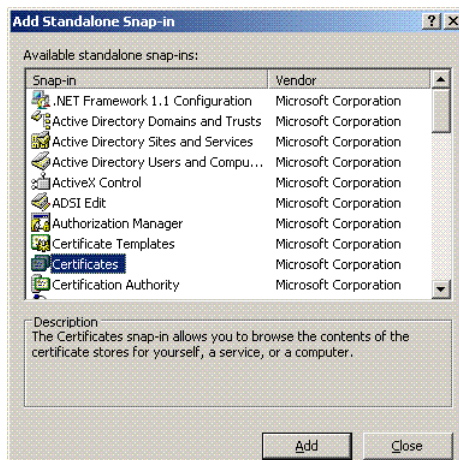 Add Standalone Snap-in
Available standalone snap-ins:
Snap-in Vendor
.NET Framework 1.1 Configuration Microsoft Corporation
Active Directory Domains and Trusts Microsoft Corporation
Active Directory Sites and Services Microsoft Corporation
Active Directory Users and Compu... Microsoft Corporation
ActiveX Control Microsoft Corporation
ADSI Edit Microsoft Corporation
Authorization Manager Microsoft Corporation
Certificate Templates Microsoft Corporation
Certificates Microsoft Corporation
Certification Authority Microsoft Corporation
Description
The Certificates snap-in allows you to browse the contents of the
certificate stores for yourself, a service, or a computer.
Add Close